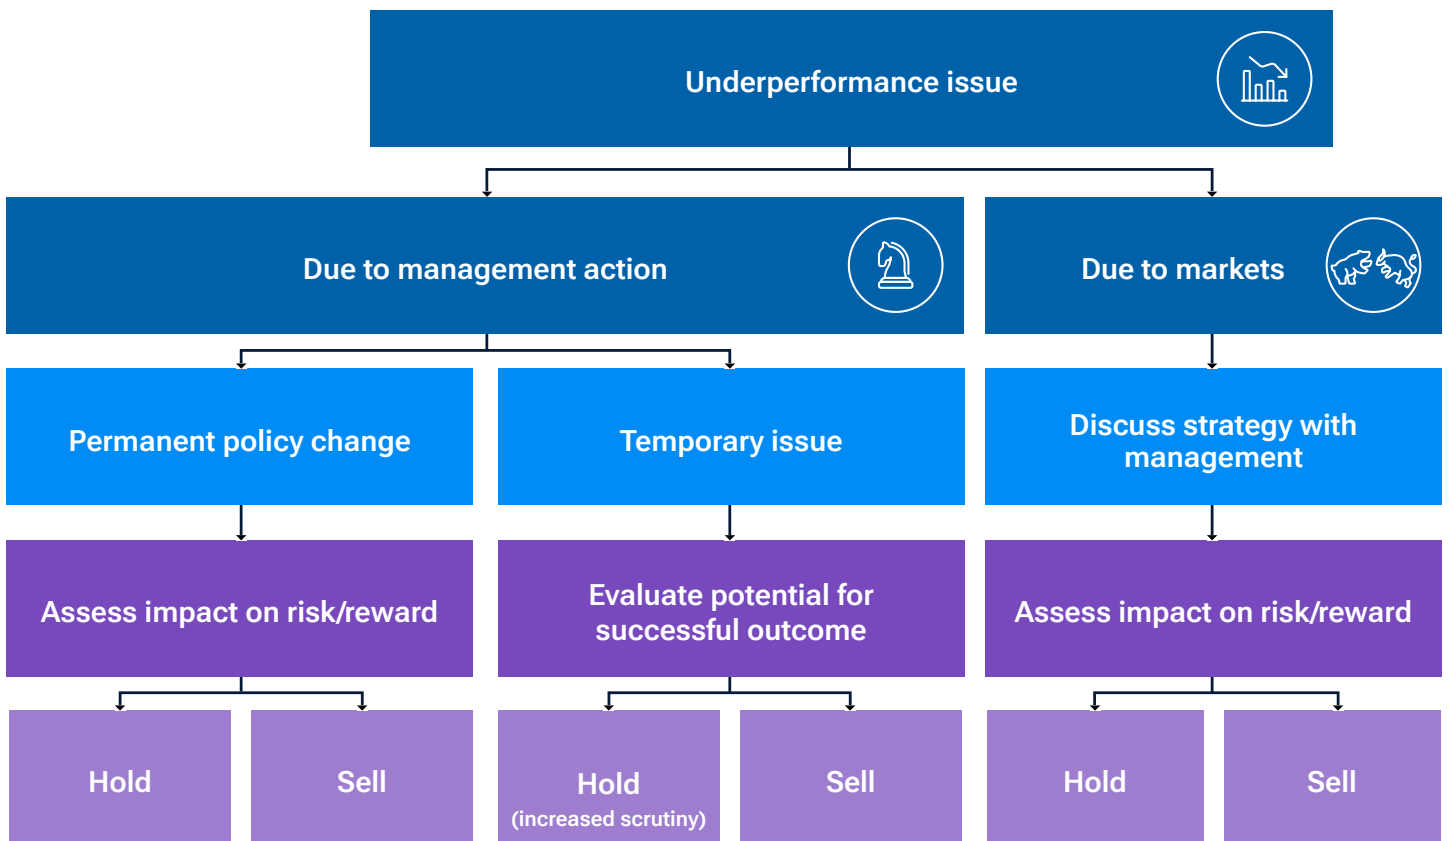 Underperformance issue
Due to management action
Due to markets
Permanent policy change
Temporary issue
Discuss strategy with
management
Assess impact on risk/reward
Evaluate potential for
successful outcome
Assess impact on risk/reward
Hold
Sell
Hold
(increased scrutiny)
Sell
Hold
Sell